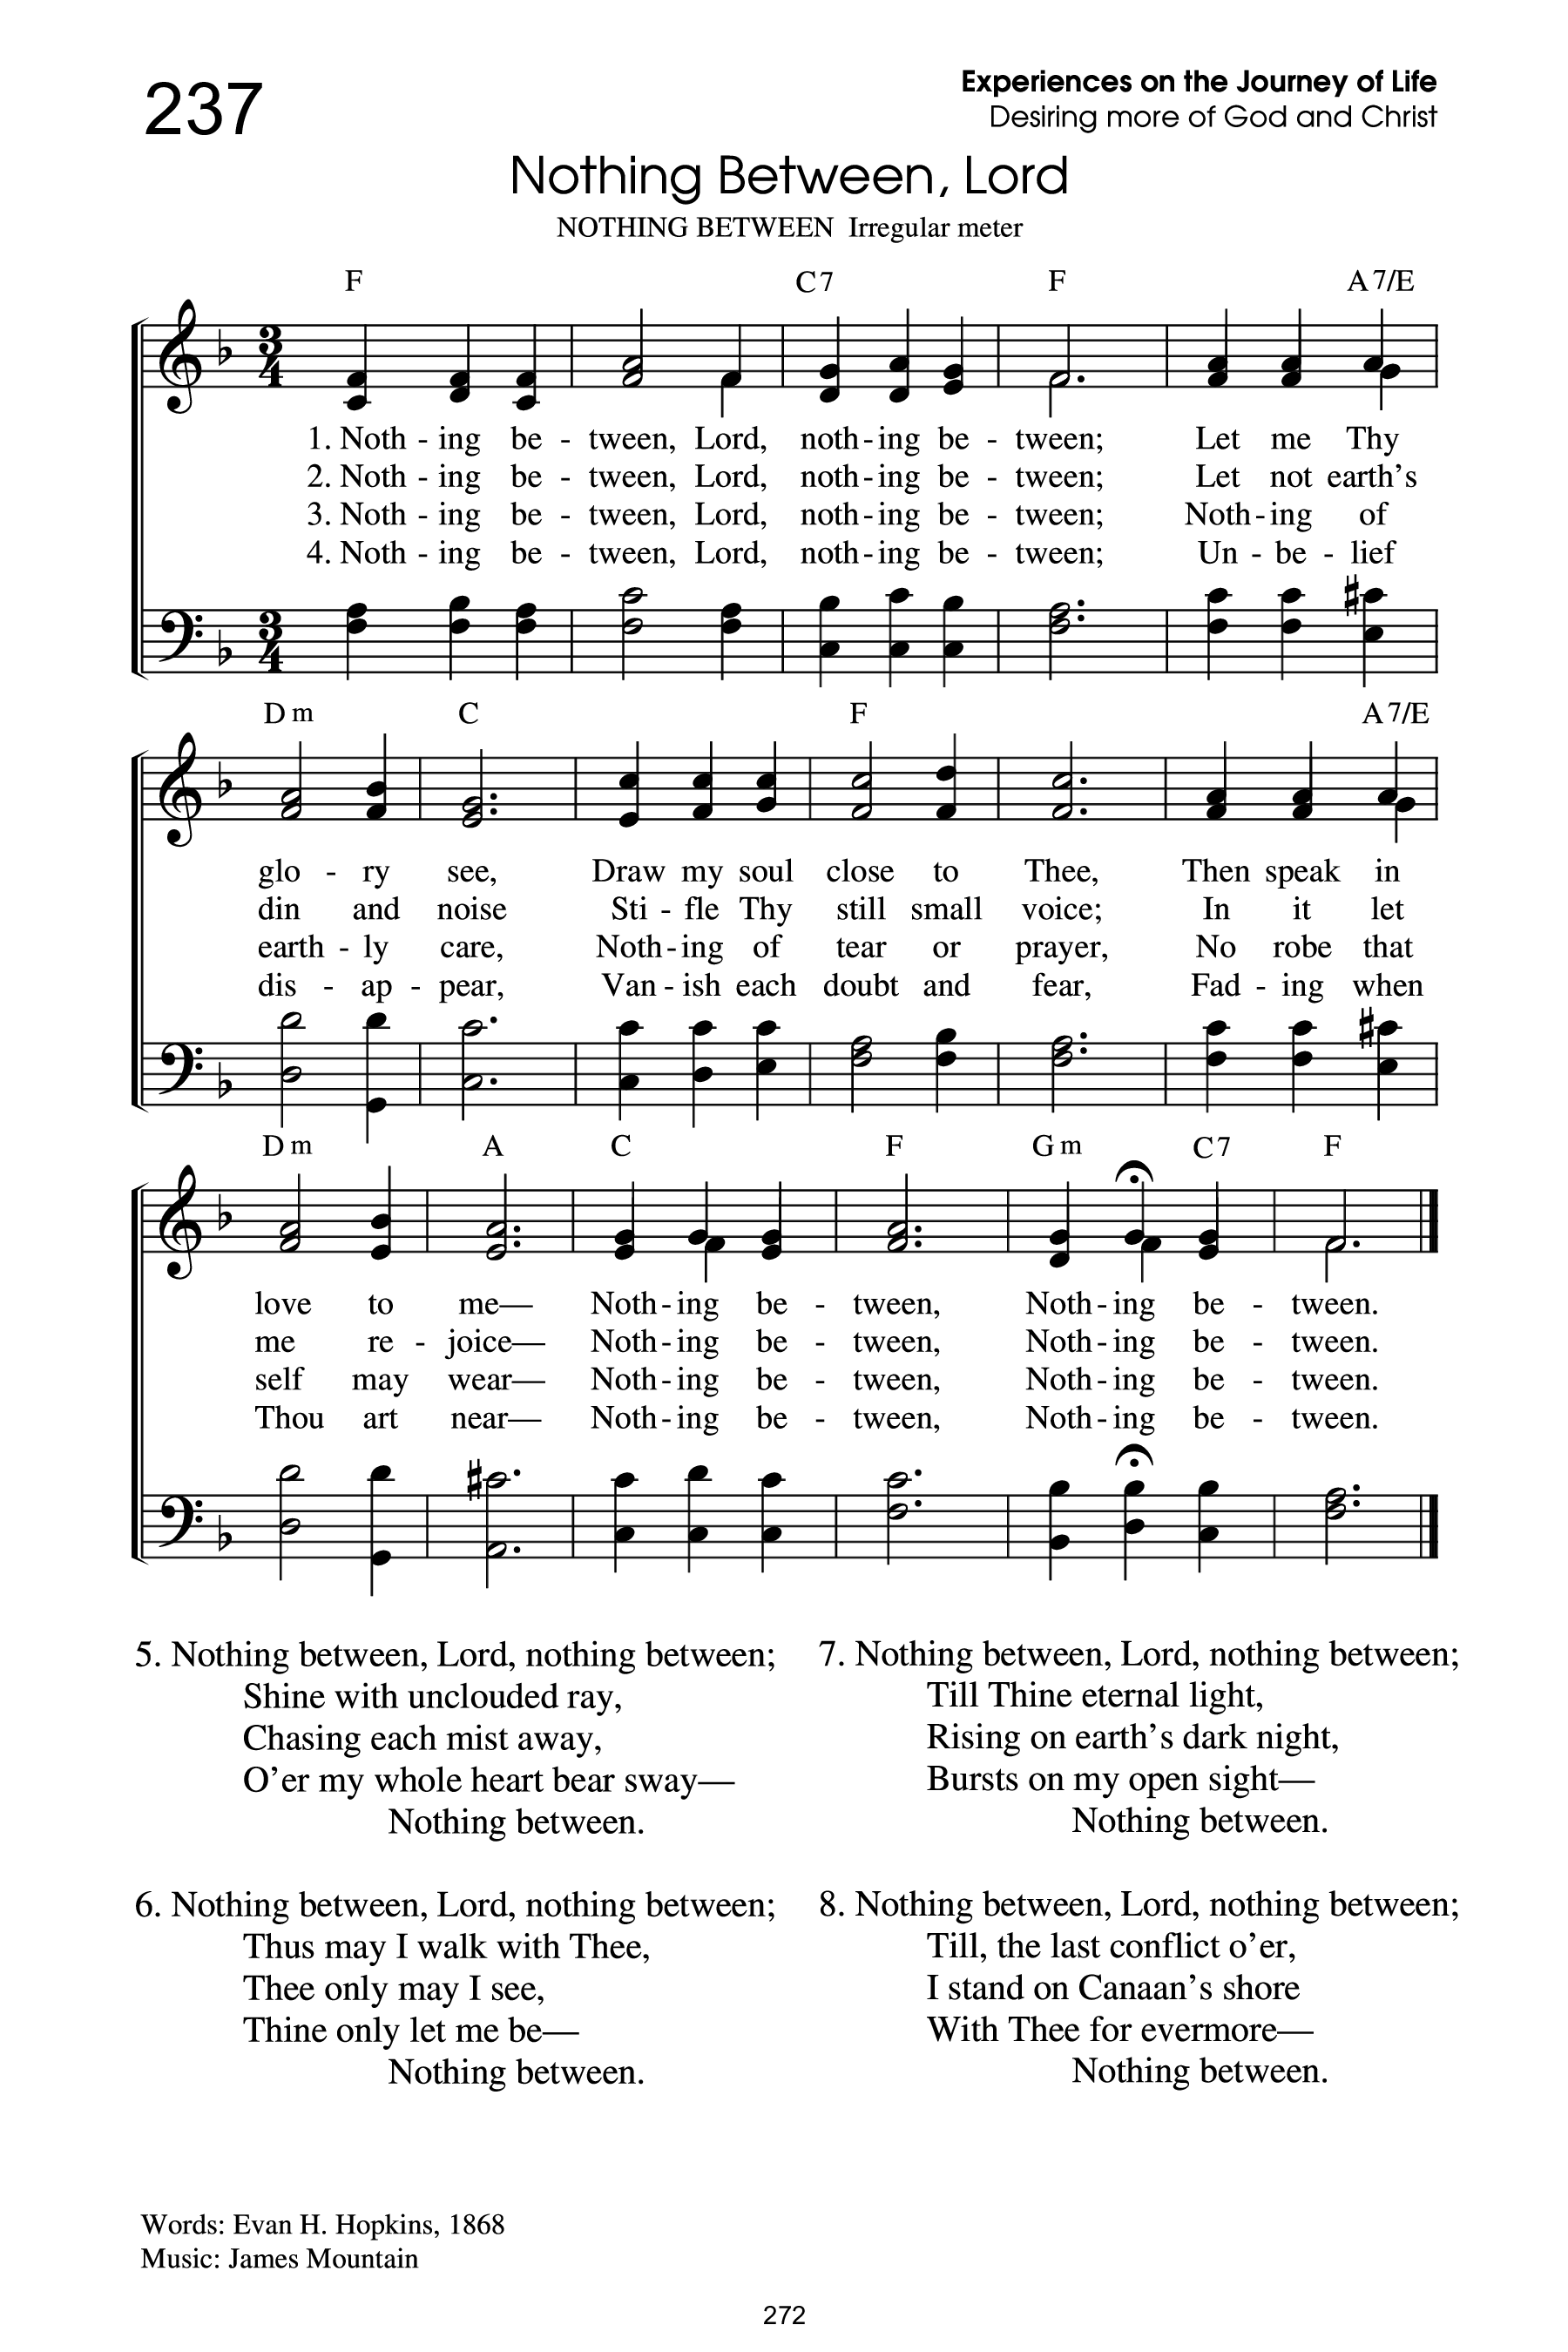 237
Experiences on the Journey of Life
Desiring more of God and Christ
Nothing Between, Lord
NOTHING BETWEEN  Irregular meter
F C7 F A7/E
3 4
1. Noth - ing be - tween, Lord, noth - ing be - tween; Let me Thy
2. Noth - ing be - tween, Lord, noth - ing be - tween; Let not earth's
3. Noth - ing be - tween, Lord, noth - ing be - tween; Noth - ing of
4. Noth - ing be - tween, Lord, noth - ing be - tween; Un - be - lief
3 4
Dm C F A7/E
glo - ry see, Draw my soul close to Thee, Then speak in
din and noise Sti - fle Thy still small voice; In it let
earth - ly care, Noth - ing of tear or prayer, No robe that
dis - ap - pear, Van - ish each doubt and fear, Fad - ing when
Dm A C F Gm C7 F
love to me— Noth - ing be - tween, Noth - ing be - tween.
me re - joice— Noth - ing be - tween, Noth - ing be - tween.
self may wear— Noth - ing be - tween, Noth - ing be - tween.
Thou art near— Noth - ing be - tween, Noth - ing be - tween.
5. Nothing between, Lord, nothing between;
Shine with unclouded ray,
Chasing each mist away,
O'er my whole heart bear sway—
Nothing between.
6. Nothing between, Lord, nothing between;
Thus may I walk with Thee,
Thee only may I see,
Thine only let me be—
Nothing between.
7. Nothing between, Lord, nothing between;
Till Thine eternal light,
Rising on earth's dark night,
Bursts on my open sight—
Nothing between.
8. Nothing between, Lord, nothing between;
Till, the last conflict o'er,
I stand on Canaan's shore
With Thee for evermore—
Nothing between.
Words: Evan H. Hopkins, 1868
Music: James Mountain
272